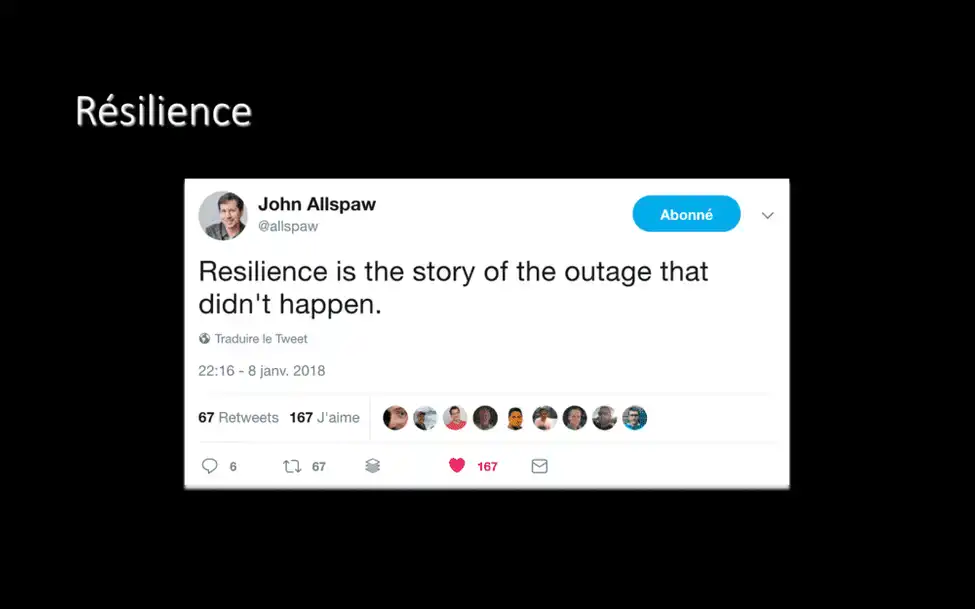 Résilience
John Allspaw
@allspaw
Abonné
Resilience is the story of the outage that
didn't happen.
Traduire le Tweet
22:16 - 8 janv. 2018
67 Retweets 167 J'aime
6 67 167